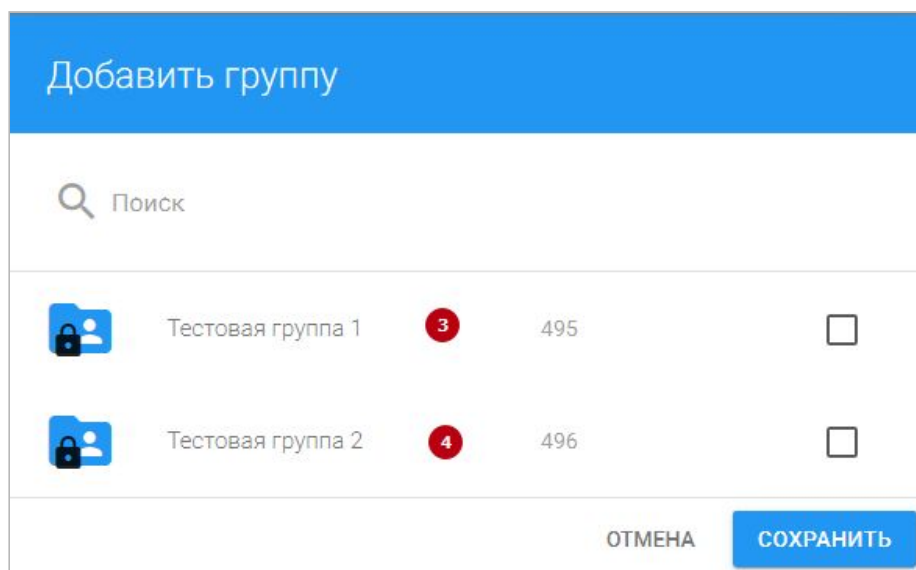 Добавить группу
Поиск
Тестовая группа 1 3 495
Тестовая группа 2 4 496
ОТМЕНА СОХРАНИТЬ